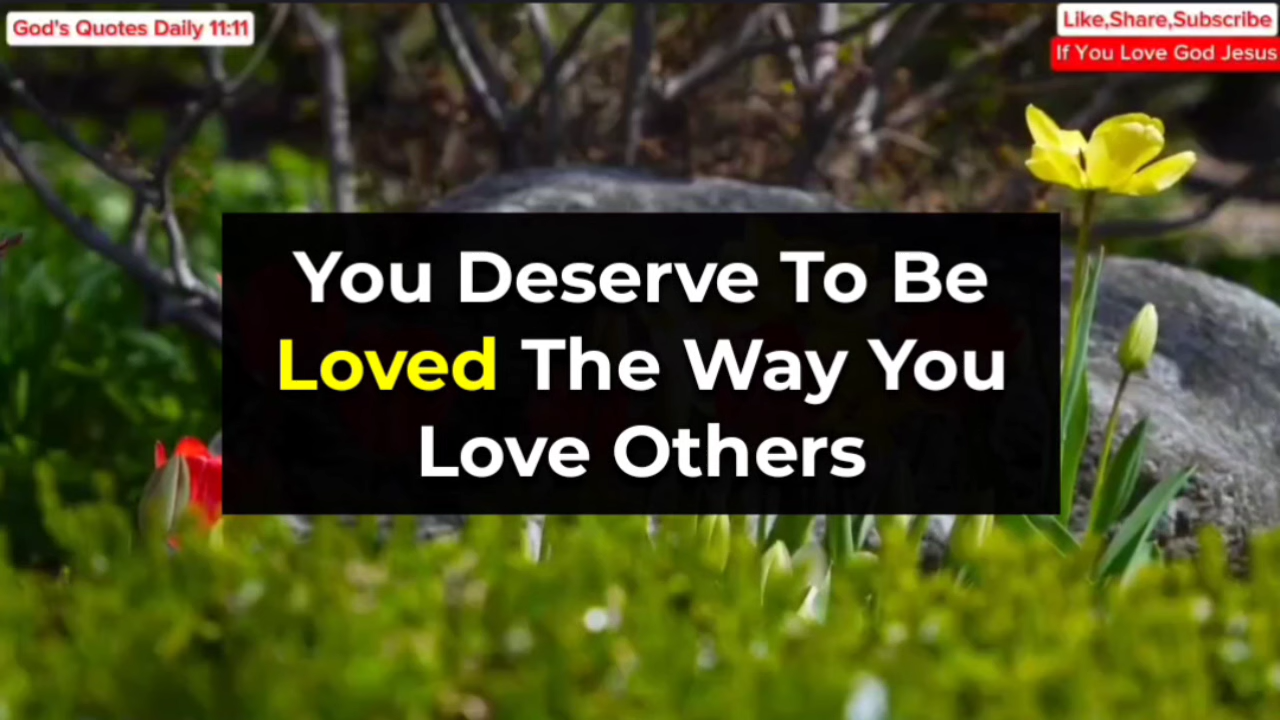 God's Quotes Daily 11:11
Like,Share,Subscribe
If You Love God Jesus
You Deserve To Be
Loved The Way You
Love Others